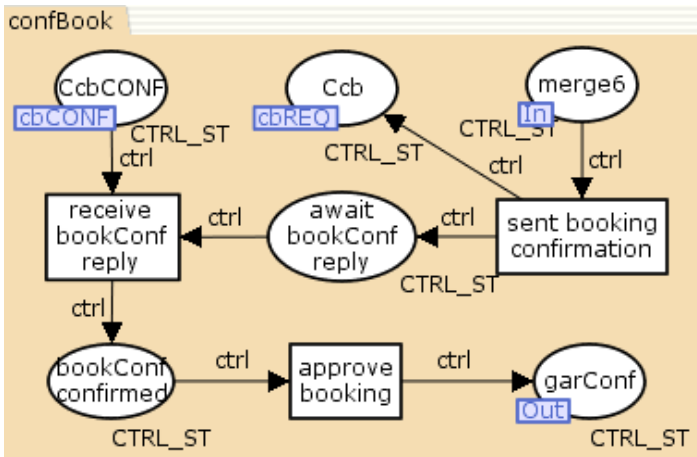 confBook
CcbCONF
cbCONF
CTRL_ST
Ccb
cbREQ
CTRL_ST
merge6
In
CTRL_ST
ctrl
ctrl
ctrl
receive
bookConf
reply
ctrl
await
bookConf
reply
CTRL_ST
ctrl
sent booking
confirmation
ctrl
bookConf
confirmed
CTRL_ST
ctrl
approve
booking
ctrl
garConf
Out
CTRL_ST